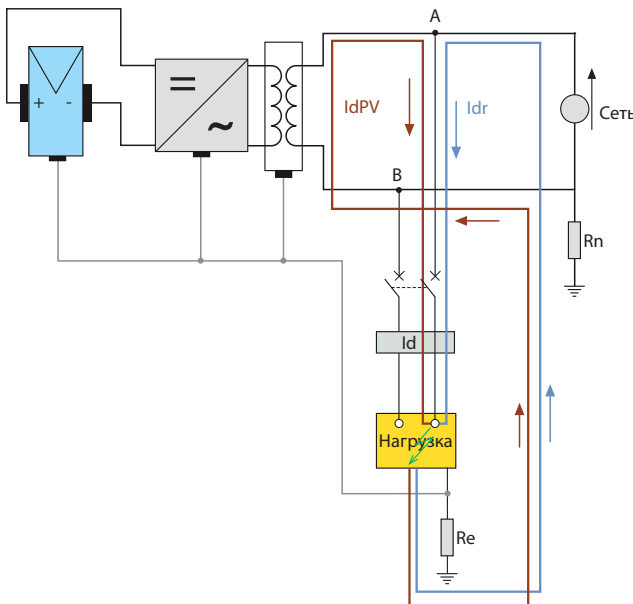 A
IdPV
Idr
Сеть
+ -
= ~
B
Rn
Id
Нагрузка
Re